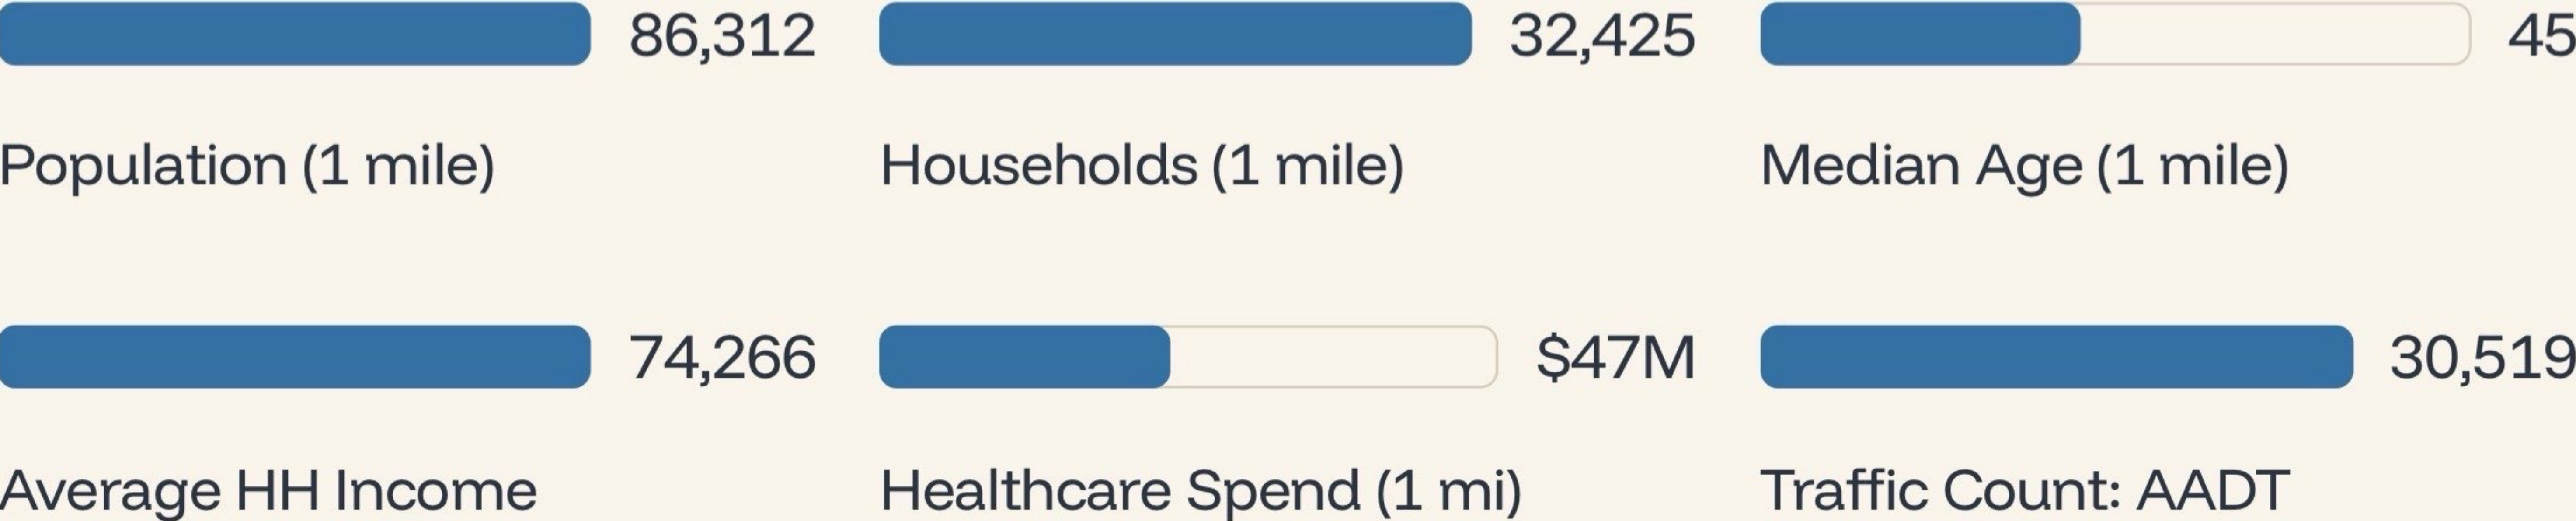 86,312 32,425 45
Population (1 mile) Households (1 mile) Median Age (1 mile)
74,266 $47M 30,519
Average HH Income Healthcare Spend (1 mi) Traffic Count: AADT